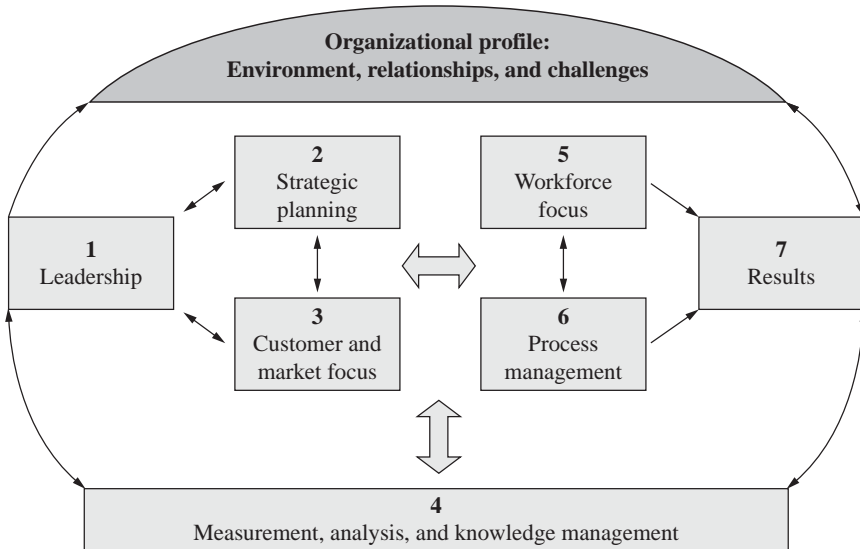 Organizational profile:
Environment, relationships, and challenges
2
Strategic
planning
5
Workforce
focus
1
Leadership
7
Results
3
Customer and
market focus
6
Process
management
4
Measurement, analysis, and knowledge management